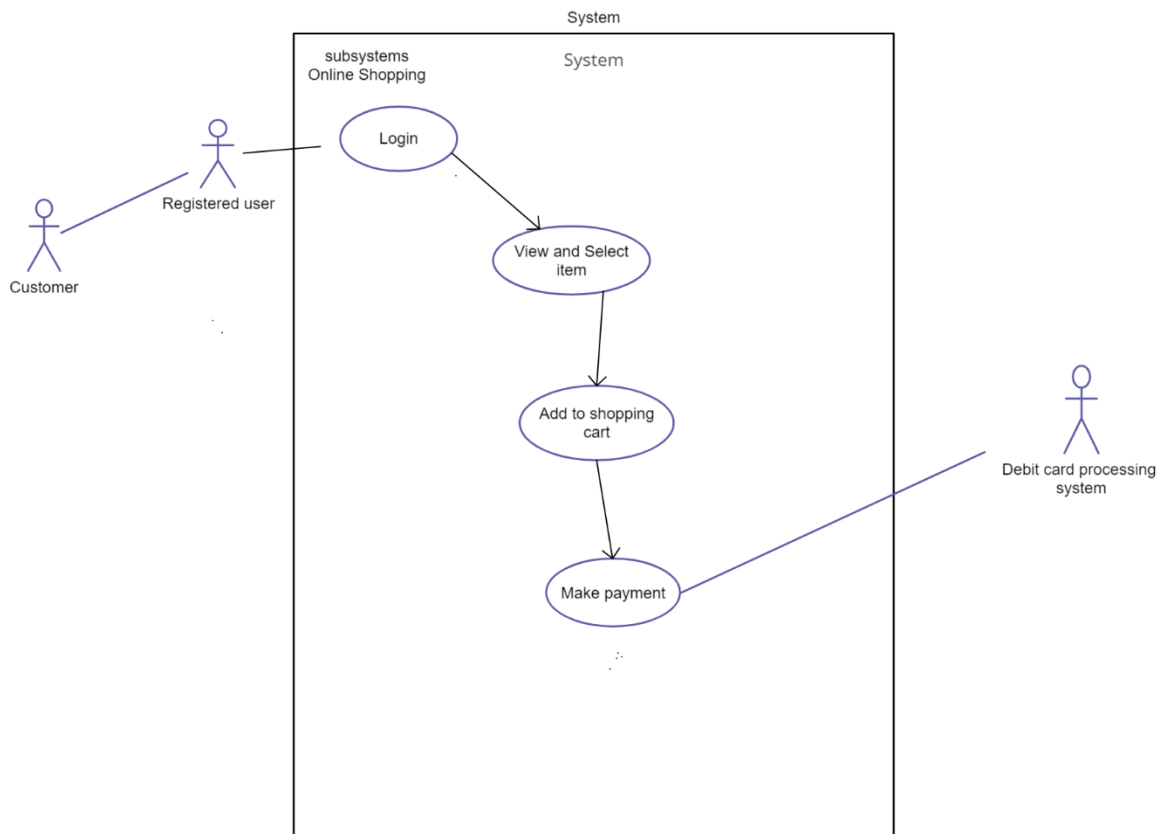 System
subsystems
Online Shopping
System
Login
Registered user
Customer
View and Select
item
Add to shopping
cart
Debit card processing
system
Make payment